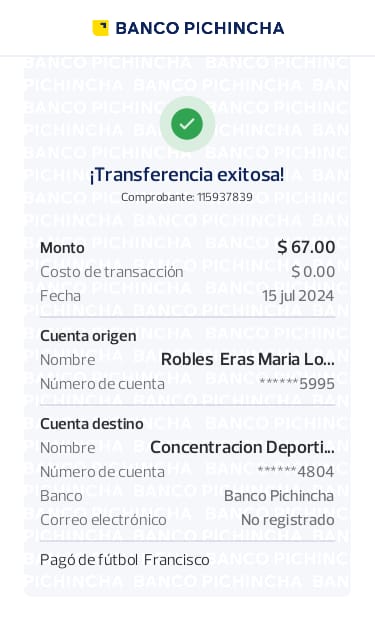 BANCO PICHINCHA
¡Transferencia exitosa!
Comprobante: 115937839
Monto $ 67.00
Costo de transacción $ 0.00
Fecha 15 jul 2024
Cuenta origen
Nombre Robles Eras Maria Lo...
Número de cuenta ******5995
Cuenta destino
Nombre Concentracion Deporti...
Número de cuenta ******4804
Banco Banco Pichincha
Correo electrónico No registrado
Pagó de fútbol Francisco